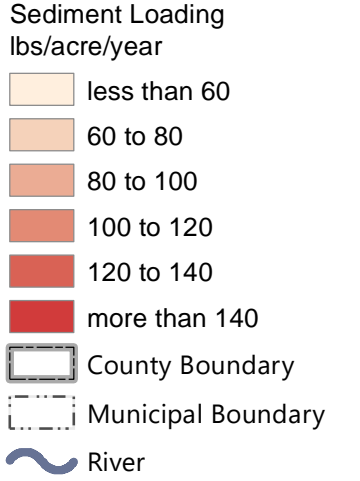 Sediment Loading
lbs/acre/year
less than 60
60 to 80
80 to 100
100 to 120
120 to 140
more than 140
County Boundary
Municipal Boundary
River